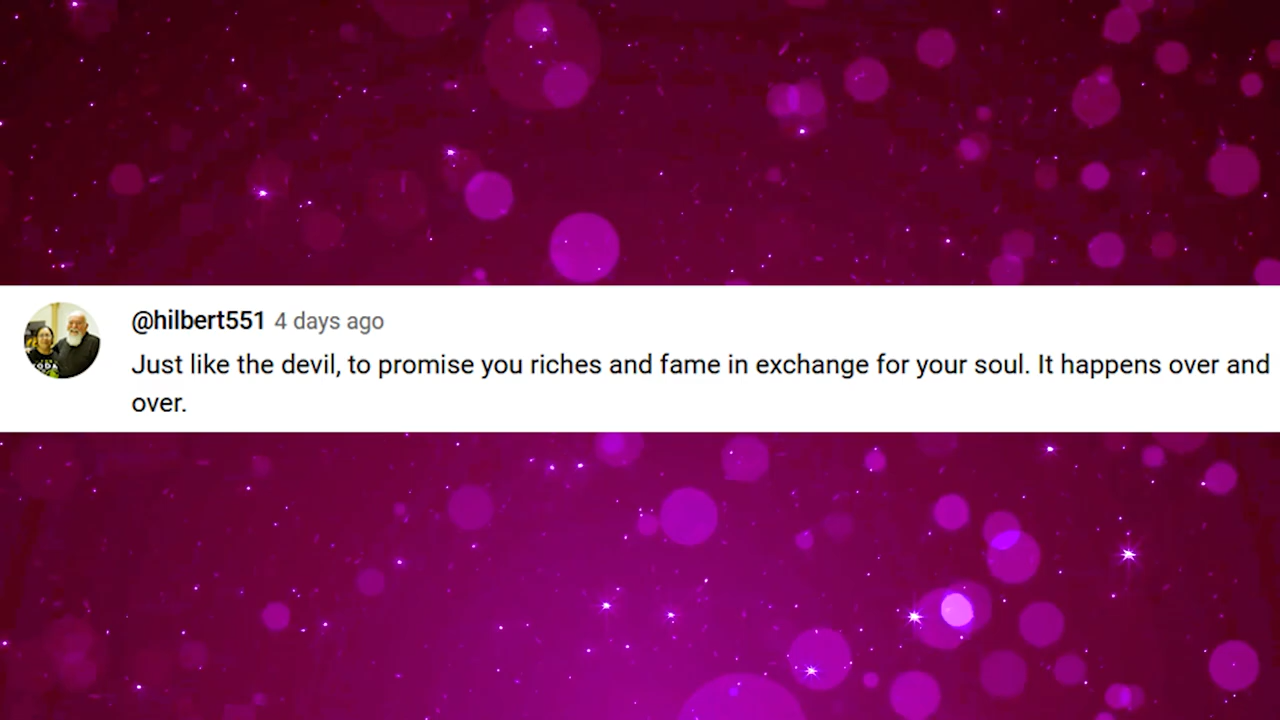 @hilbert551 4 days ago
Just like the devil, to promise you riches and fame in exchange for your soul. It happens over and
over.